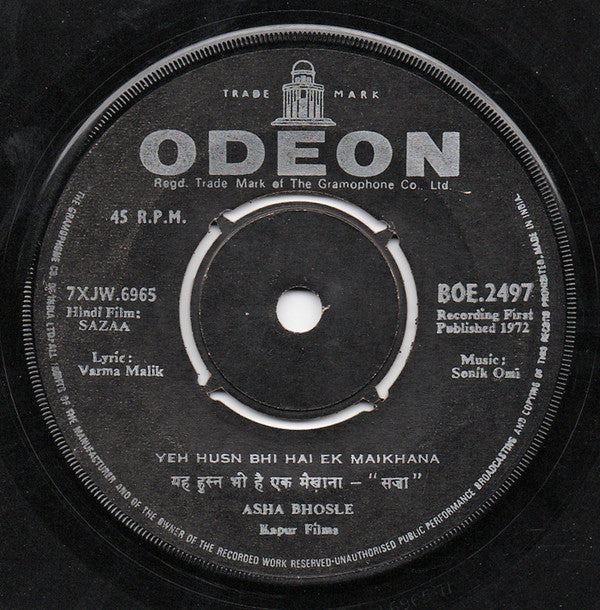 TRADE MARK
ODEON
Regd. Trade Mark of The Gramophone Co., Ltd.
45 R.P.M.
7XJW.6965
Hindi Film:
SAZAA
Lyric:
Varma Malik
BOE.2497
Recording First
Published 1972
Music:
Sonik Omi
YEH HUSN BHI HAI EK MAIKHANA
यह हुस्न भी है एक मैखाना - "सज़ा"
ASHA BHOSLE
Kapur Films
THE GRAMOPHONE CO. OF INDIA LTD. ALL RIGHTS OF THE MANUFACTURER AND OF THE OWNER OF THE RECORDED WORK RESERVED-UNAUTHORISED PUBLIC PERFORMANCE BROADCASTING AND COPYING OF THIS RECORD PROHIBITED. MADE IN INDIA.